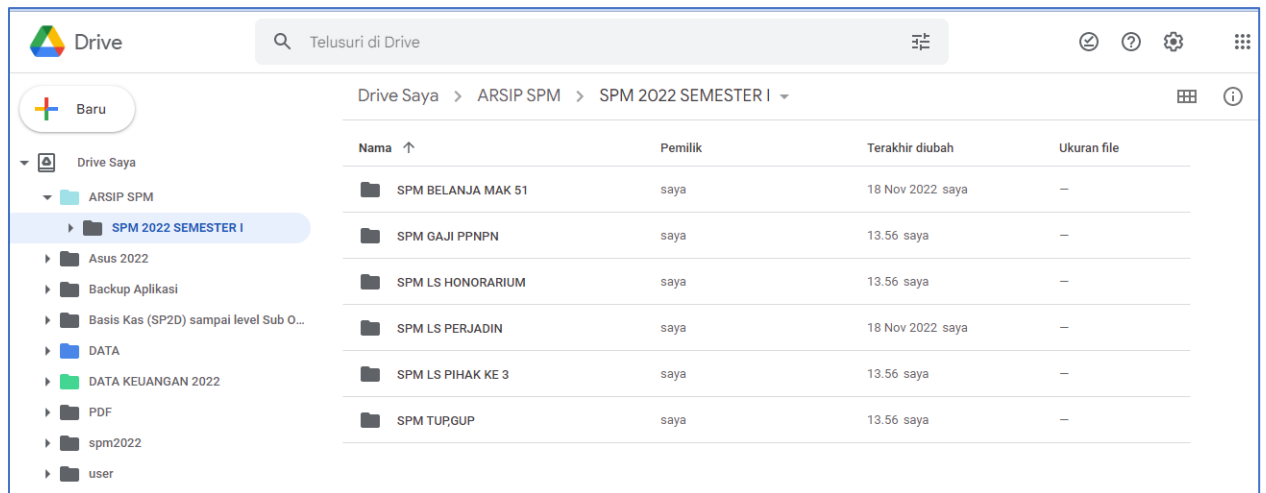 Drive
Telusuri di Drive
Baru
Drive Saya > ARSIP SPM > SPM 2022 SEMESTER I
Drive Saya
ARSIP SPM
SPM 2022 SEMESTER I
Asus 2022
Backup Aplikasi
Basis Kas (SP2D) sampai level Sub O...
DATA
DATA KEUANGAN 2022
PDF
spm2022
user
Nama Pemilik Terakhir diubah Ukuran file
SPM BELANJA MAK 51 saya 18 Nov 2022 saya —
SPM GAJI PPNPN saya 13.56 saya —
SPM LS HONORARIUM saya 13.56 saya —
SPM LS PERJADIN saya 18 Nov 2022 saya —
SPM LS PIHAK KE 3 saya 13.56 saya —
SPM TUP,GUP saya 13.56 saya —